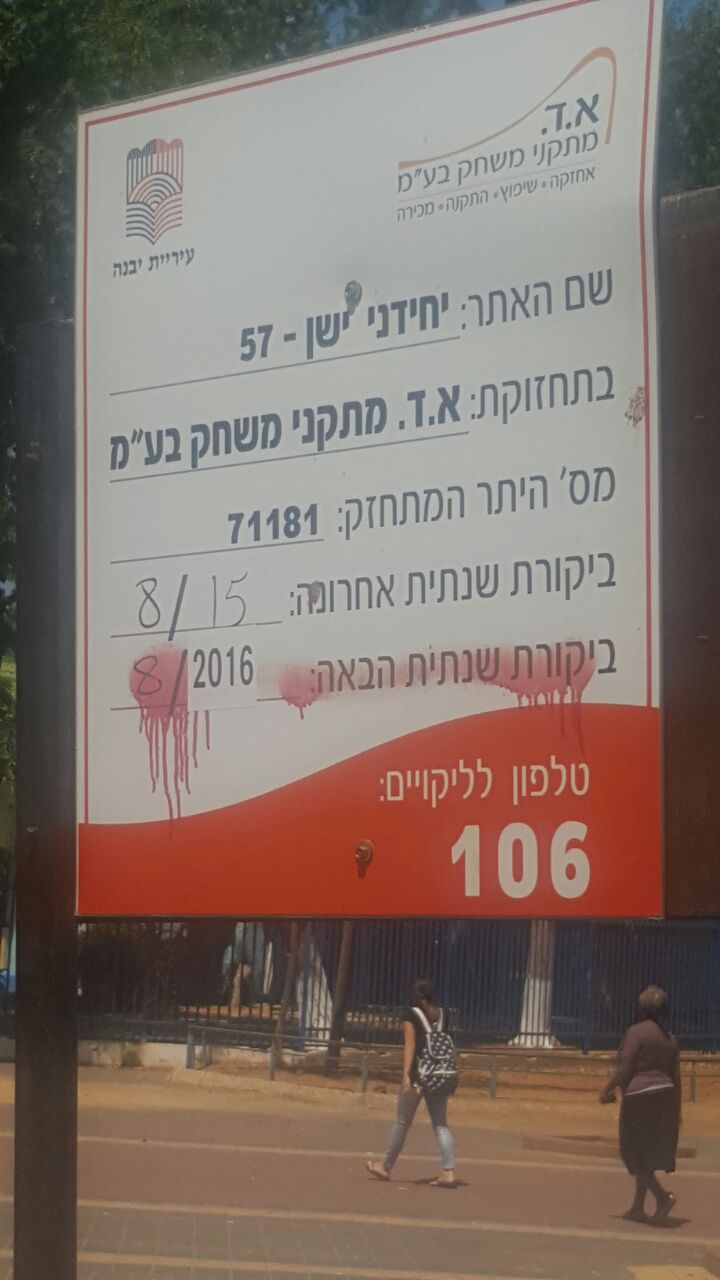 א.ד.
מתקני משחק בע"מ
אחזקה • שיפוץ • התקנה • מכירה
עיריית יבנה
שם האתר: יחידני ישן - 57
בתחזוקת: א.ד. מתקני משחק בע"מ
מס' היתר המתחזק: 71181
ביקורת שנתית אחרונה: 8/15
ביקורת שנתית הבאה: 8/2016
טלפון לליקויים:
106